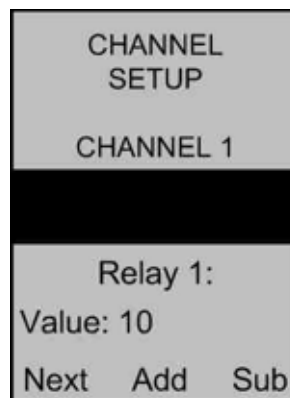 CHANNEL
SETUP
CHANNEL 1
Relay 1:
Value: 10
Next Add Sub